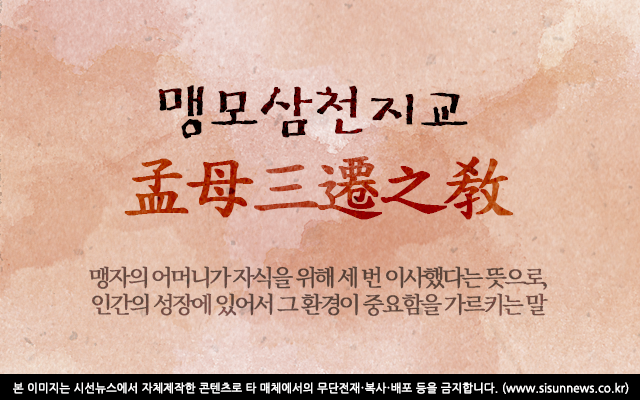 맹모삼천지교
孟母三遷之敎
맹자의 어머니가 자식을 위해 세 번 이사했다는 뜻으로,
인간의 성장에 있어서 그 환경이 중요함을 가르키는 말
본 이미지는 시선뉴스에서 자체제작한 콘텐츠로 타 매체에서의 무단전재·복사·배포 등을 금지합니다. (www.sisunnews.co.kr)